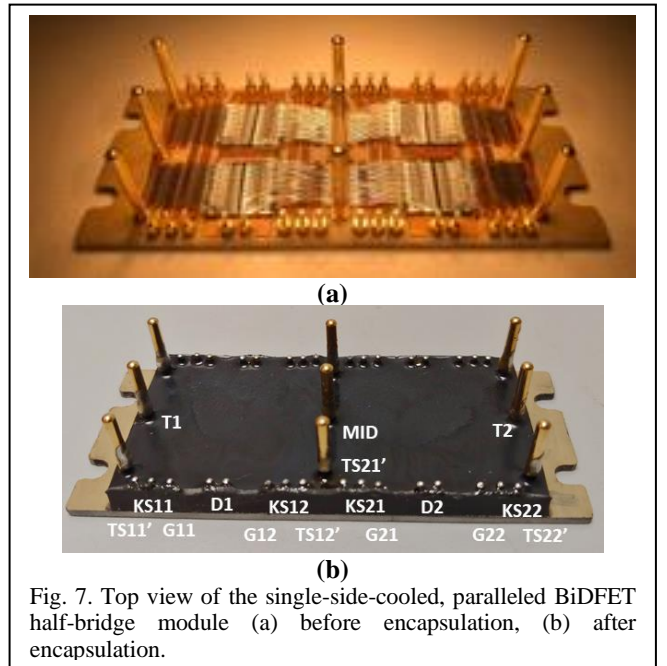 (a)
T1
MID
T2
TS21’
KS11 D1 KS12 KS21 D2 KS22
TS11’ G11 G12 TS12’ G21 G22 TS22’
(b)
Fig. 7. Top view of the single-side-cooled, paralleled BiDFET
half-bridge module (a) before encapsulation, (b) after
encapsulation.